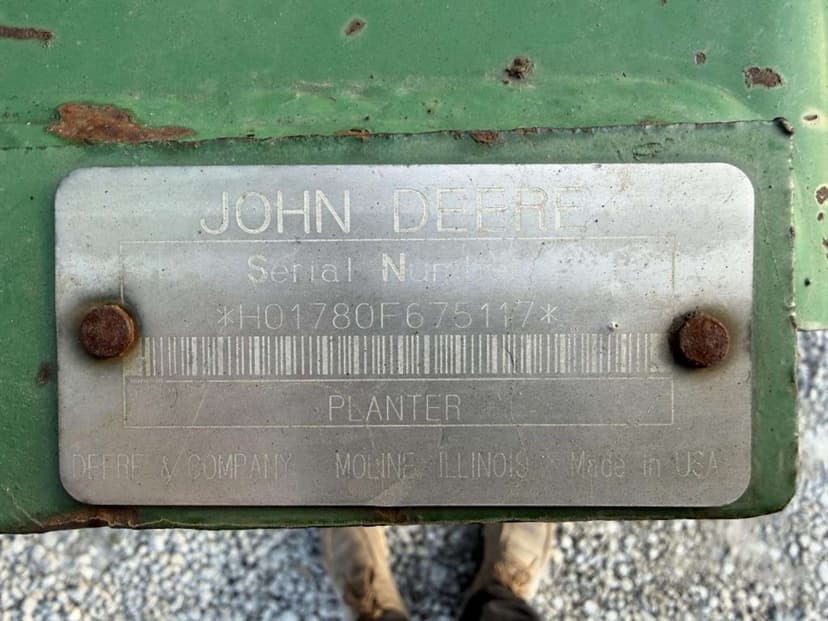 JOHN DEERE
Serial Number
*H01780F675117*
PLANTER
DEERE & COMPANY MOLINE ILLINOIS Made in USA